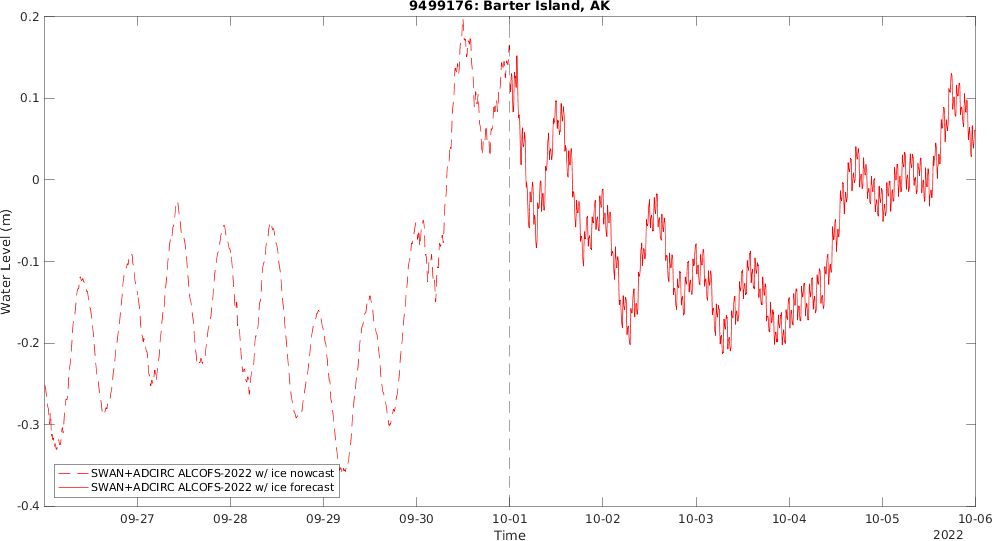 9499176: Barter Island, AK
0.2
0.1
0
-0.1
-0.2
-0.3
-0.4
Water Level (m)
SWAN+ADCIRC ALCOFS-2022 w/ ice nowcast
SWAN+ADCIRC ALCOFS-2022 w/ ice forecast
09-27 09-28 09-29 09-30 10-01 10-02 10-03 10-04 10-05 10-06
Time
2022